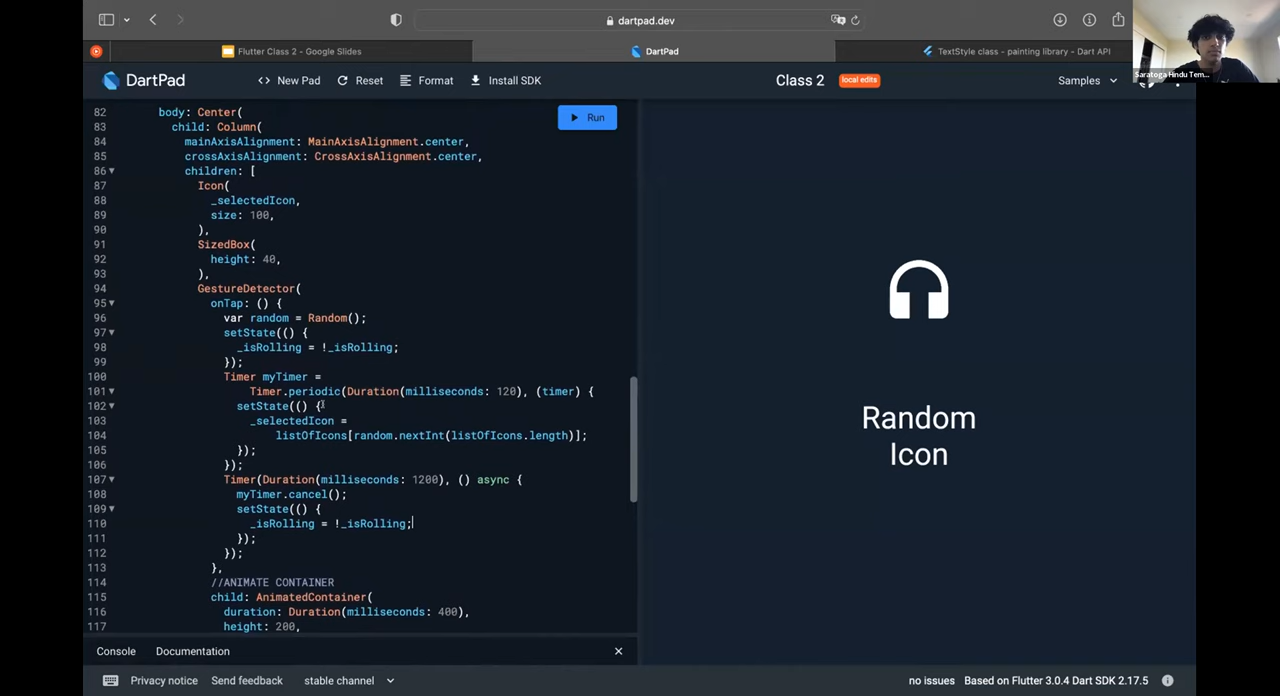 dartpad.dev
Flutter Class 2 - Google Slides
DartPad
TextStyle class - painting library - Dart API
Saratoga Hindu Tem...
DartPad
New Pad
Reset
Format
Install SDK
Class 2
local edits
Samples
Run
82 body: Center(
83 child: Column(
84 mainAxisAlignment: MainAxisAlignment.center,
85 crossAxisAlignment: CrossAxisAlignment.center,
86 children: [
87 Icon(
88 _selectedIcon,
89 size: 100,
90 ),
91 SizedBox(
92 height: 40,
93 ),
94 GestureDetector(
95 onTap: () {
96 var random = Random();
97 setState(() {
98 _isRolling = !_isRolling;
99 });
100 Timer myTimer =
101 Timer.periodic(Duration(milliseconds: 120), (timer) {
102 setState(() {
103 _selectedIcon =
104 listOfIcons[random.nextInt(listOfIcons.length)];
105 });
106 });
107 Timer(Duration(milliseconds: 1200), () async {
108 myTimer.cancel();
109 setState(() {
110 _isRolling = !_isRolling;
111 });
112 });
113 },
114 //ANIMATE CONTAINER
115 child: AnimatedContainer(
116 duration: Duration(milliseconds: 400),
117 height: 200,
Random
Icon
Console
Documentation
Privacy notice
Send feedback
stable channel
no issues
Based on Flutter 3.0.4 Dart SDK 2.17.5